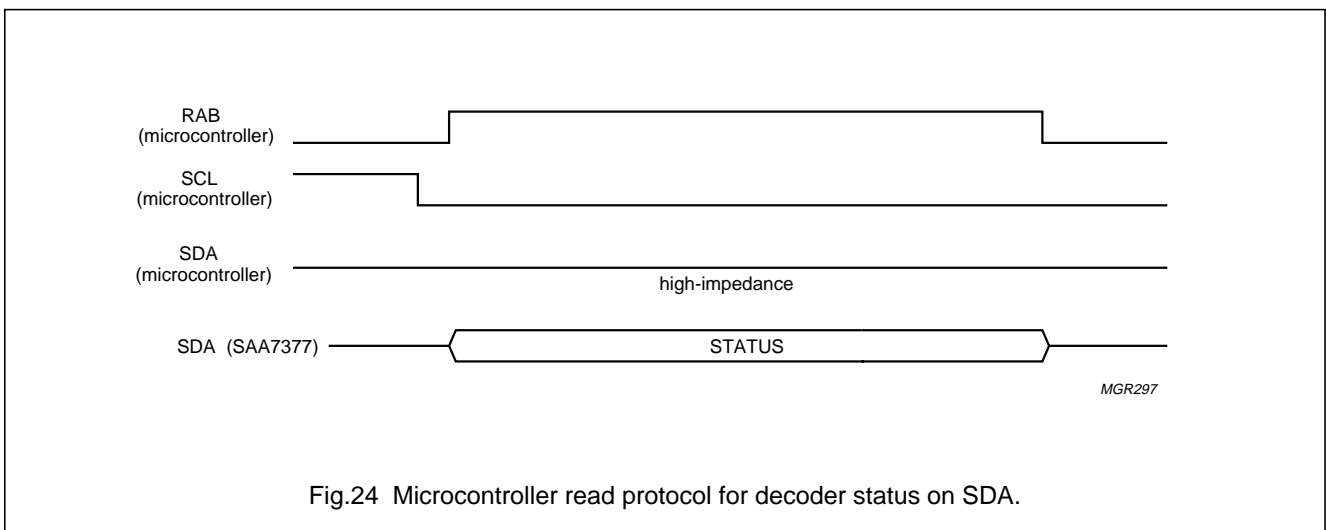 RAB
(microcontroller)
SCL
(microcontroller)
SDA
(microcontroller)
high-impedance
SDA (SAA7377)
STATUS
MGR297
Fig.24 Microcontroller read protocol for decoder status on SDA.